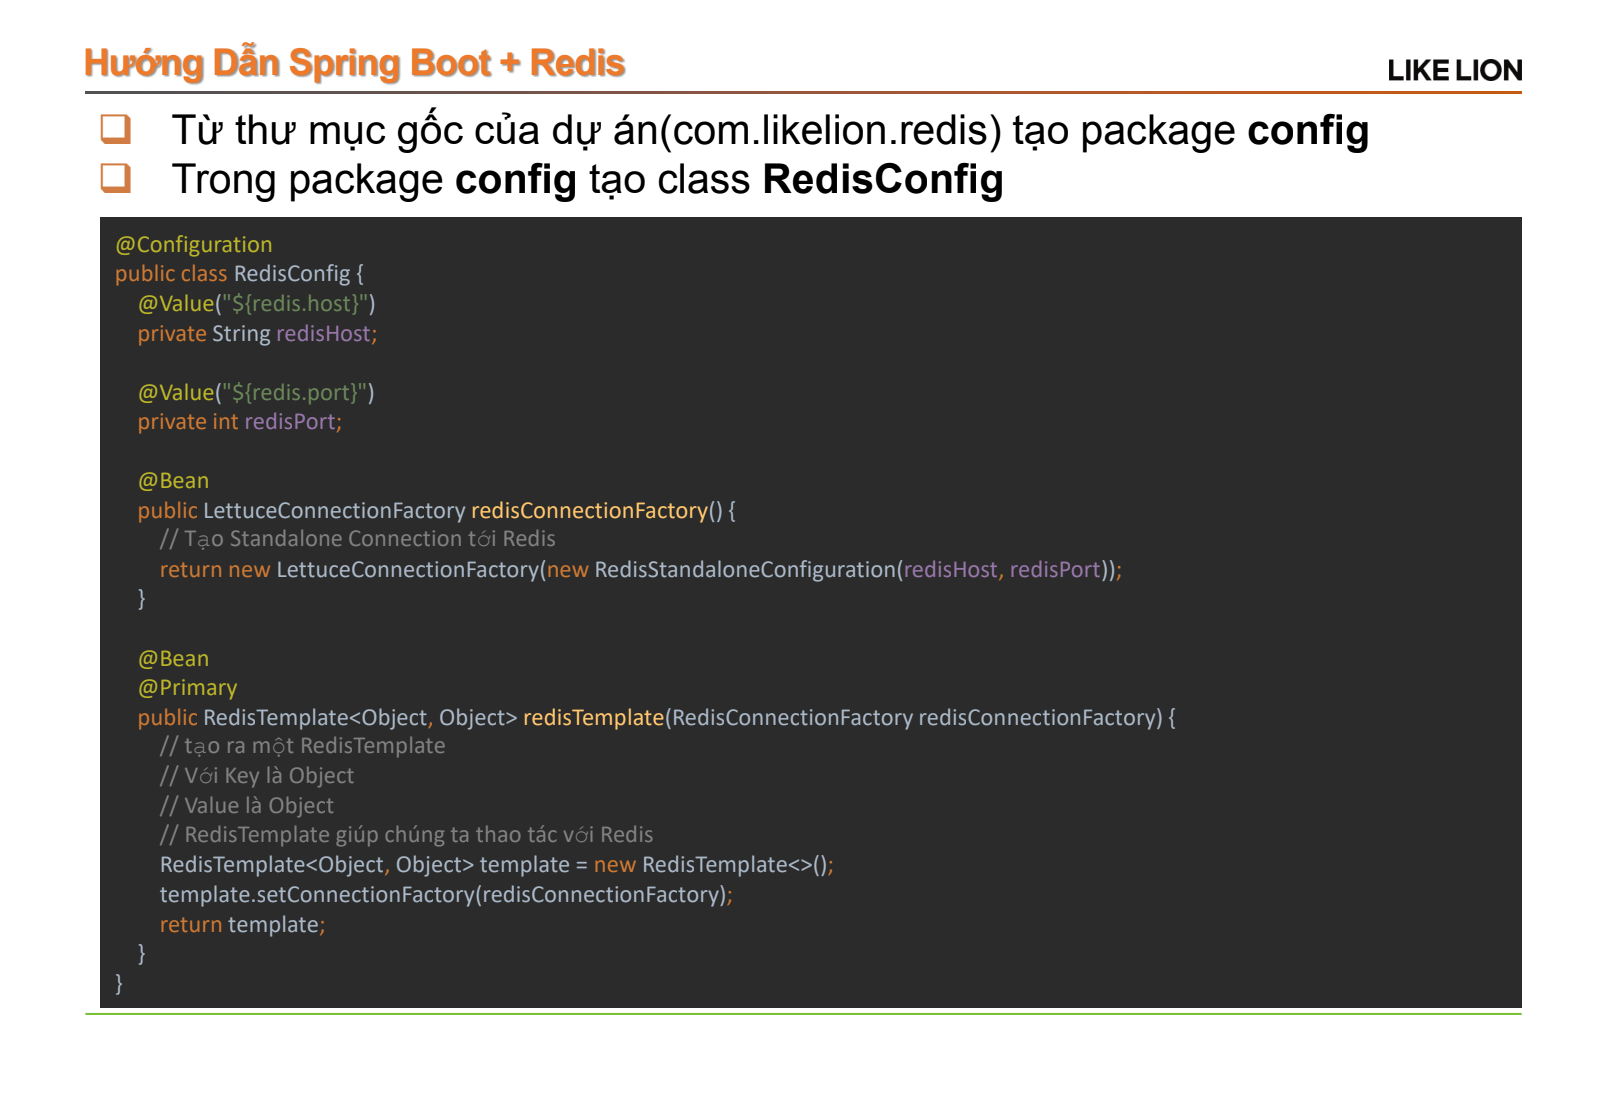 Hướng Dẫn Spring Boot + Redis
LIKE LION
Từ thư mục gốc của dự án(com.likelion.redis) tạo package config
Trong package config tạo class RedisConfig
@Configuration
public class RedisConfig {
@Value("${redis.host}")
private String redisHost;
@Value("${redis.port}")
private int redisPort;
@Bean
public LettuceConnectionFactory redisConnectionFactory() {
// Tạo Standalone Connection tới Redis
return new LettuceConnectionFactory(new RedisStandaloneConfiguration(redisHost, redisPort));
}
@Bean
@Primary
public RedisTemplate<Object, Object> redisTemplate(RedisConnectionFactory redisConnectionFactory) {
// tạo ra một RedisTemplate
// Với Key là Object
// Value là Object
// RedisTemplate giúp chúng ta thao tác với Redis
RedisTemplate<Object, Object> template = new RedisTemplate<>();
template.setConnectionFactory(redisConnectionFactory);
return template;
}
}